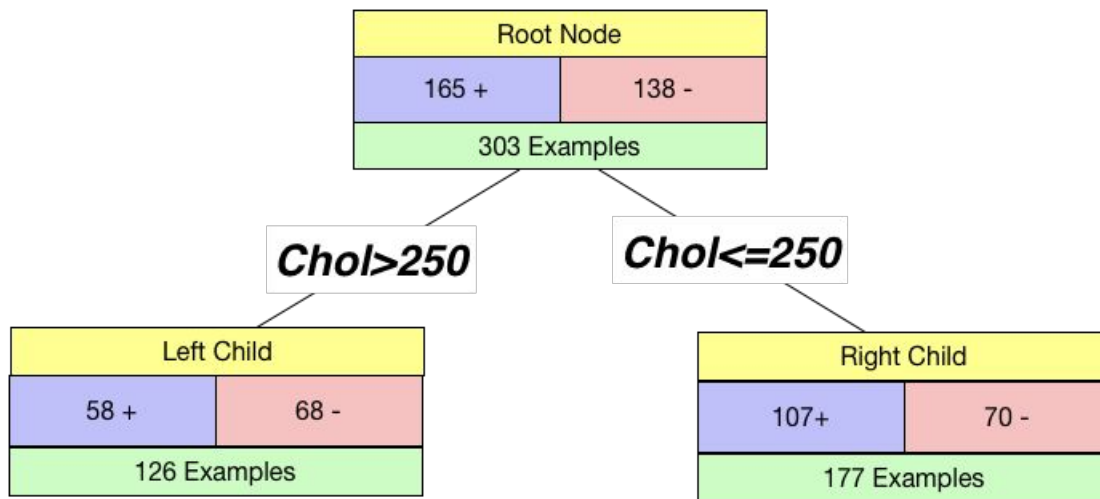 Root Node
165 + 138 -
303 Examples
Chol>250 Chol<=250
Left Child Right Child
58 + 68 - 107+ 70 -
126 Examples 177 Examples